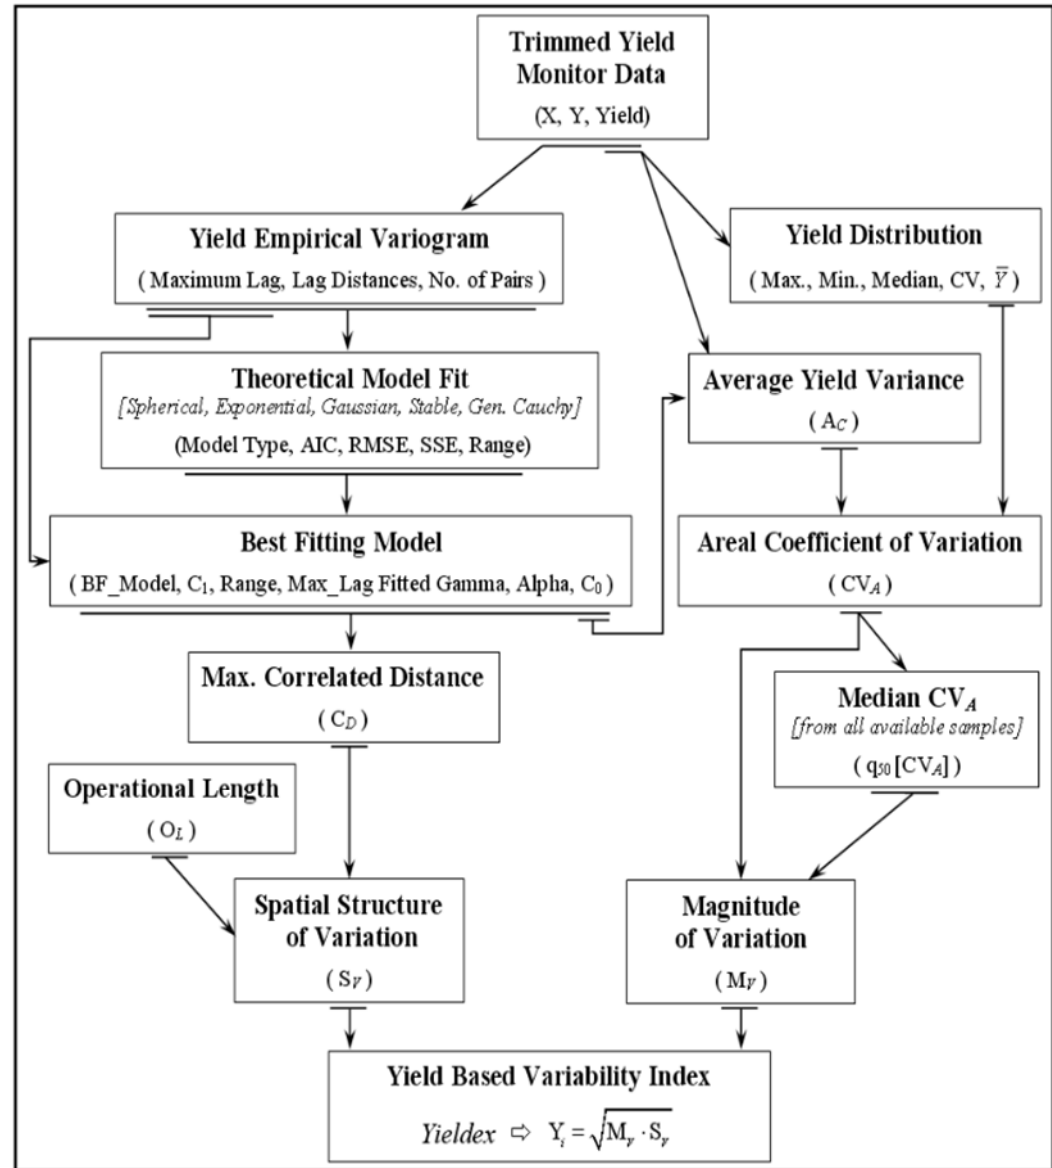 Trimmed Yield
Monitor Data
(X, Y, Yield)
Yield Empirical Variogram
( Maximum Lag, Lag Distances, No. of Pairs )
Yield Distribution
(Max., Min., Median, CV, Ȳ )
Theoretical Model Fit
[Spherical, Exponential, Gaussian, Stable, Gen. Cauchy]
(Model Type, AIC, RMSE, SSE, Range)
Average Yield Variance
( A_C )
Best Fitting Model
( BF_Model, C₁, Range, Max_Lag Fitted Gamma, Alpha, C₀ )
Areal Coefficient of Variation
( CV_A )
Max. Correlated Distance
( C_D )
Median CV_A
[from all available samples]
( q₅₀ [CV_A] )
Operational Length
( O_L )
Spatial Structure
of Variation
( S_V )
Magnitude
of Variation
( M_V )
Yield Based Variability Index
Yieldex ⇨ Y_i = √(M_v · S_v)